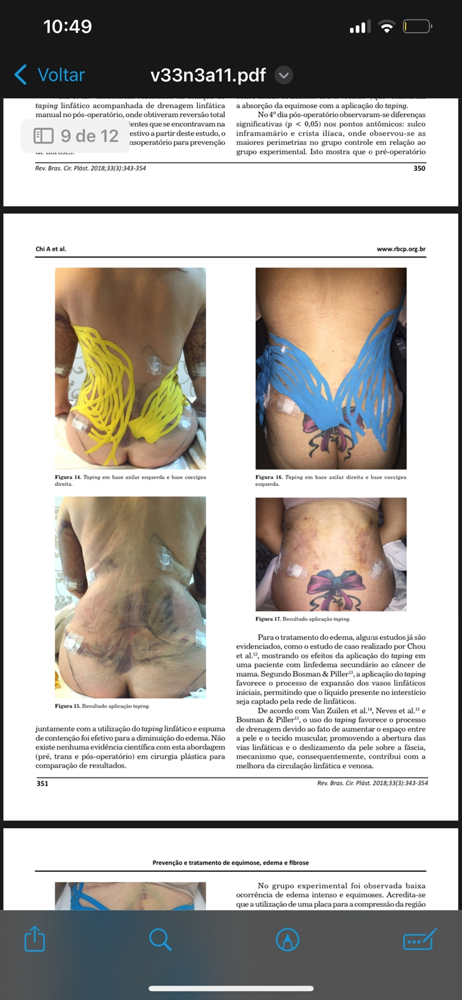 10:49
Voltar
v33n3a11.pdf
taping linfático acompanhada de drenagem linfática
manual no pós-operatório, onde obtiveram reversão total
ientes que se encontravam na
estivo a partir deste estudo, o
nsoperatório para prevenção
de fibroses.
9 de 12
a absorção da equimose com a aplicação do taping.
No 4º dia pós-operatório observaram-se diferenças
significativas (p < 0,05) nos pontos antômicos: sulco
inframamário e crista ilíaca, onde observou-se as
maiores perimetrias no grupo controle em relação ao
grupo experimental. Isto mostra que o pré-operatório
Rev. Bras. Cir. Plást. 2018;33(3):343-354
350
Chi A et al.
www.rbcp.org.br
Figura 14. Taping em base axilar esquerda e base coccígea
direita.
Figura 15. Resultado aplicação taping.
juntamente com a utilização do taping linfático e espuma
de contenção foi efetivo para a diminuição do edema. Não
existe nenhuma evidência científica com esta abordagem
(pré, trans e pós-operatório) em cirurgia plástica para
comparação de resultados.
Figura 16. Taping em base axilar direita e base coccígea
esquerda.
Figura 17. Resultado aplicação taping.
Para o tratamento do edema, alguns estudos já são
evidenciados, como o estudo de caso realizado por Chou
et al.¹², mostrando os efeitos da aplicação do taping em
uma paciente com linfedema secundário ao câncer de
mama. Segundo Bosman & Piller¹³, a aplicação do taping
favorece o processo de expansão dos vasos linfáticos
iniciais, permitindo que o líquido presente no interstício
seja captado pela rede de linfáticos.
De acordo com Van Zuilen et al.¹⁴, Neves et al.¹⁵ e
Bosman & Piller¹³, o uso do taping favorece o processo
de drenagem devido ao fato de aumentar o espaço entre
a pele e o tecido muscular, promovendo a abertura das
vias linfáticas e o deslizamento da pele sobre a fáscia,
mecanismo que, consequentemente, contribui com a
melhora da circulação linfática e venosa.
351
Rev. Bras. Cir. Plást. 2018;33(3):343-354
Prevenção e tratamento de equimose, edema e fibrose
No grupo experimental foi observada baixa
ocorrência de edema intenso e equimoses. Acredita-se
que a utilização de uma placa para a compressão da região